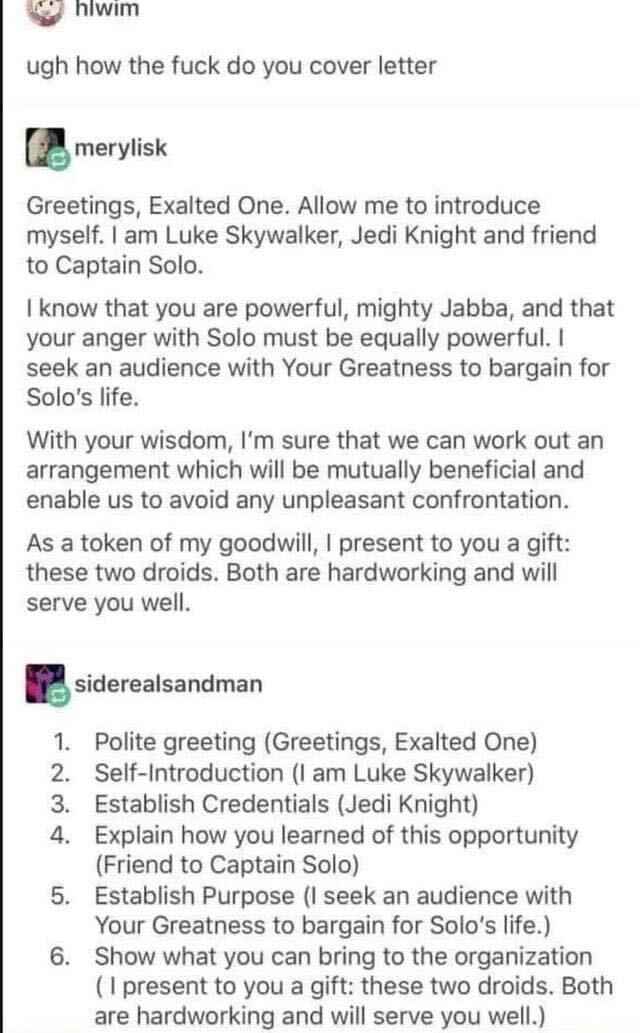 hlwim
ugh how the fuck do you cover letter
merylisk
Greetings, Exalted One. Allow me to introduce
myself. I am Luke Skywalker, Jedi Knight and friend
to Captain Solo.
I know that you are powerful, mighty Jabba, and that
your anger with Solo must be equally powerful. I
seek an audience with Your Greatness to bargain for
Solo's life.
With your wisdom, I'm sure that we can work out an
arrangement which will be mutually beneficial and
enable us to avoid any unpleasant confrontation.
As a token of my goodwill, I present to you a gift:
these two droids. Both are hardworking and will
serve you well.
siderealsandman
1. Polite greeting (Greetings, Exalted One)
2. Self-Introduction (I am Luke Skywalker)
3. Establish Credentials (Jedi Knight)
4. Explain how you learned of this opportunity
(Friend to Captain Solo)
5. Establish Purpose (I seek an audience with
Your Greatness to bargain for Solo's life.)
6. Show what you can bring to the organization
( I present to you a gift: these two droids. Both
are hardworking and will serve you well.)